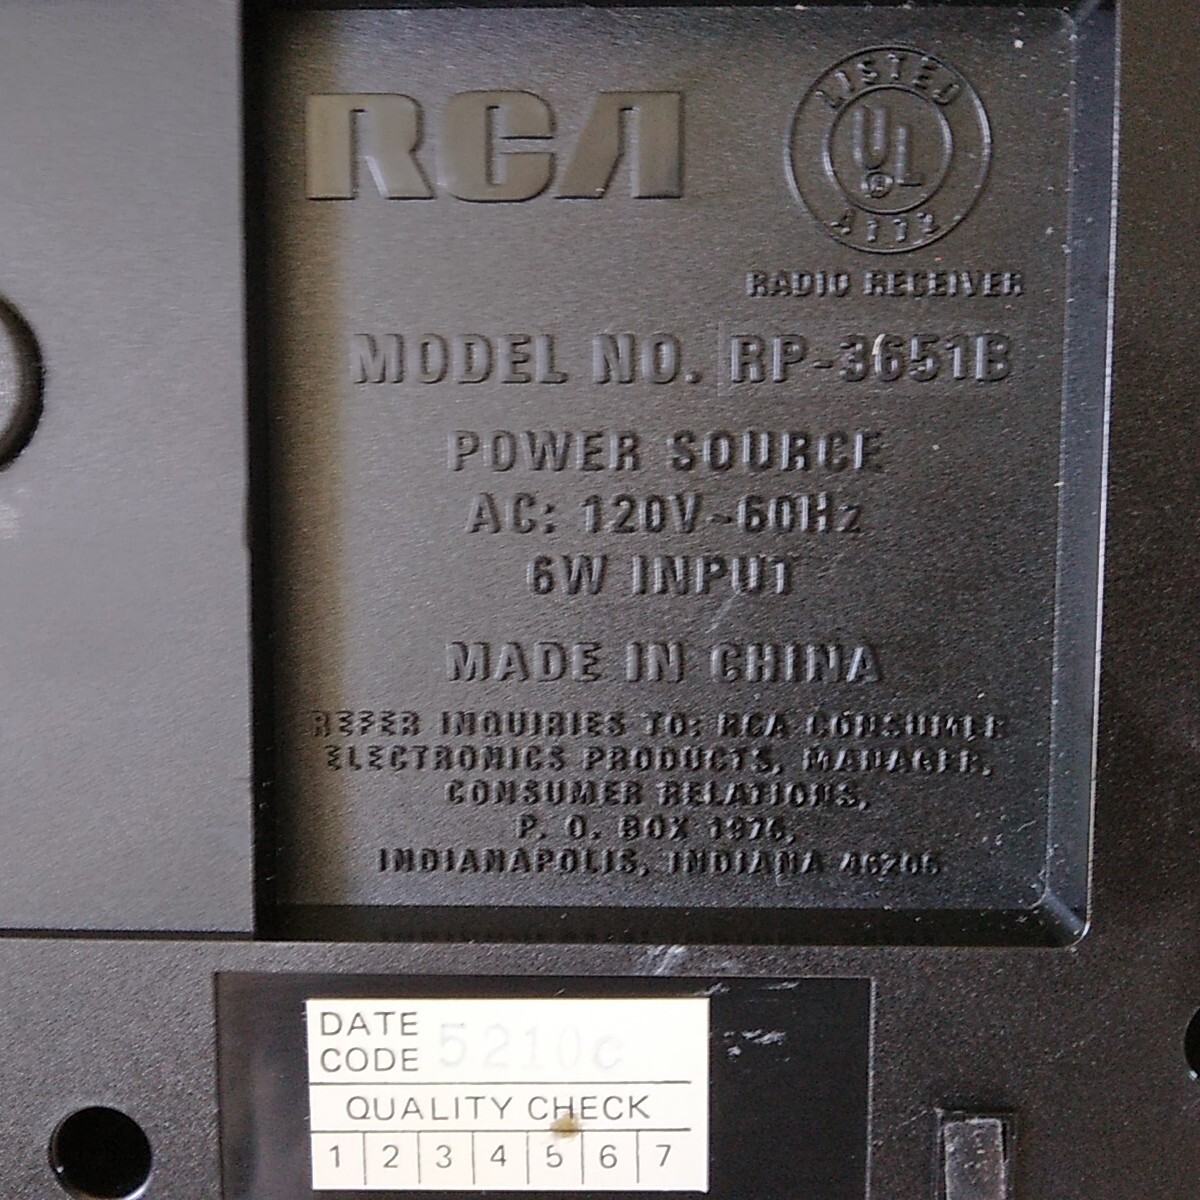 RCA
LISTED
UL
®
A772
RADIO RECEIVER
MODEL NO. RP-3651B
POWER SOURCE
AC: 120V~60Hz
6W INPUT
MADE IN CHINA
REFER INQUIRIES TO: RCA CONSUMER
ELECTRONICS PRODUCTS, MANAGER,
CONSUMER RELATIONS,
P. O. BOX 1976,
INDIANAPOLIS, INDIANA 46206
DATE
CODE 5210C
QUALITY CHECK
1 2 3 4 5 6 7